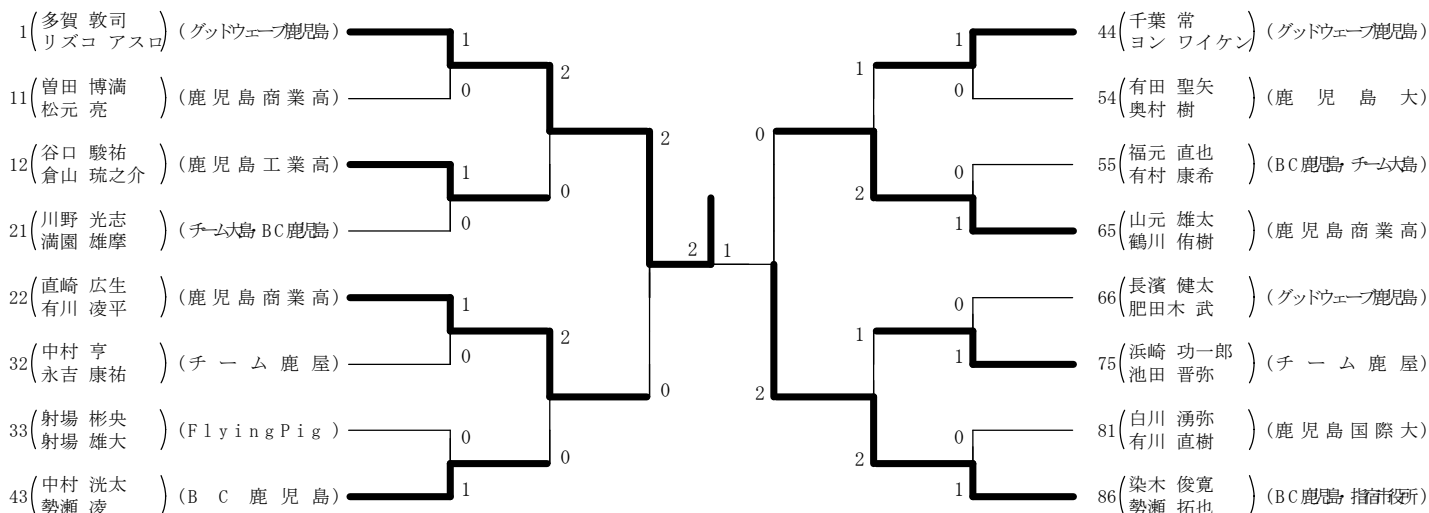 1 多賀 敦司 リズコ アスロ (グッドウェーブ鹿児島)
11 曽田 博満 松元 亮 (鹿児島商業高)
12 谷口 駿祐 倉山 琉之介 (鹿児島工業高)
21 川野 光志 満園 雄摩 (チーム大島・BC鹿児島)
22 直崎 広生 有川 凌平 (鹿児島商業高)
32 中村 亨 永吉 康祐 (チーム鹿屋)
33 射場 彬央 射場 雄大 (FlyingPig)
43 中村 洸太 勢瀬 凌 (BC鹿児島)
1
0
1
0
1
0
0
1
2
0
2
0
2
0
2 1
0
2
1
2
1
2
1
0
0
1
0
1
0
1
44 千葉 常 ヨン ワイケン (グッドウェーブ鹿児島)
54 有田 聖矢 奥村 樹 (鹿児島大)
55 福元 直也 有村 康希 (BC鹿児島・チーム大島)
65 山元 雄太 鶴川 侑樹 (鹿児島商業高)
66 長濱 健太 肥田木 武 (グッドウェーブ鹿児島)
75 浜崎 功一郎 池田 晋弥 (チーム鹿屋)
81 白川 湧弥 有川 直樹 (鹿児島国際大)
86 染木 俊寛 勢瀬 拓也 (BC鹿児島・指宿市役所)